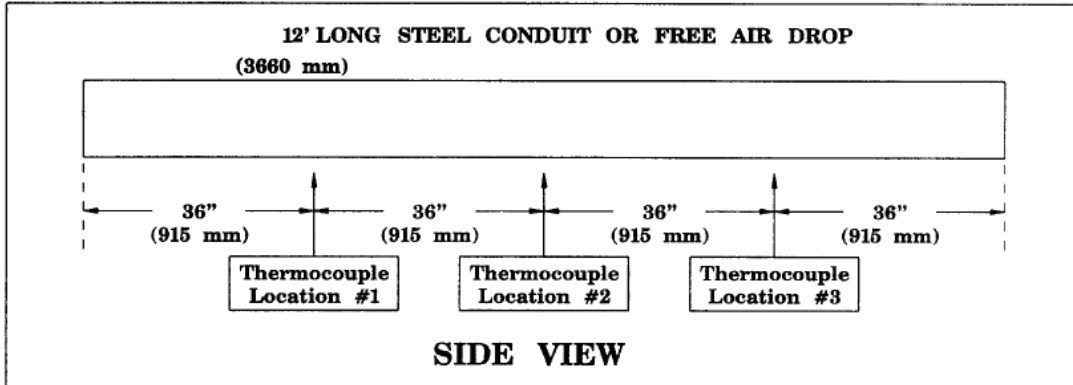 12' LONG STEEL CONDUIT OR FREE AIR DROP
(3660 mm)
36" 36" 36" 36"
(915 mm) (915 mm) (915 mm) (915 mm)
Thermocouple Thermocouple Thermocouple
Location #1 Location #2 Location #3
SIDE VIEW